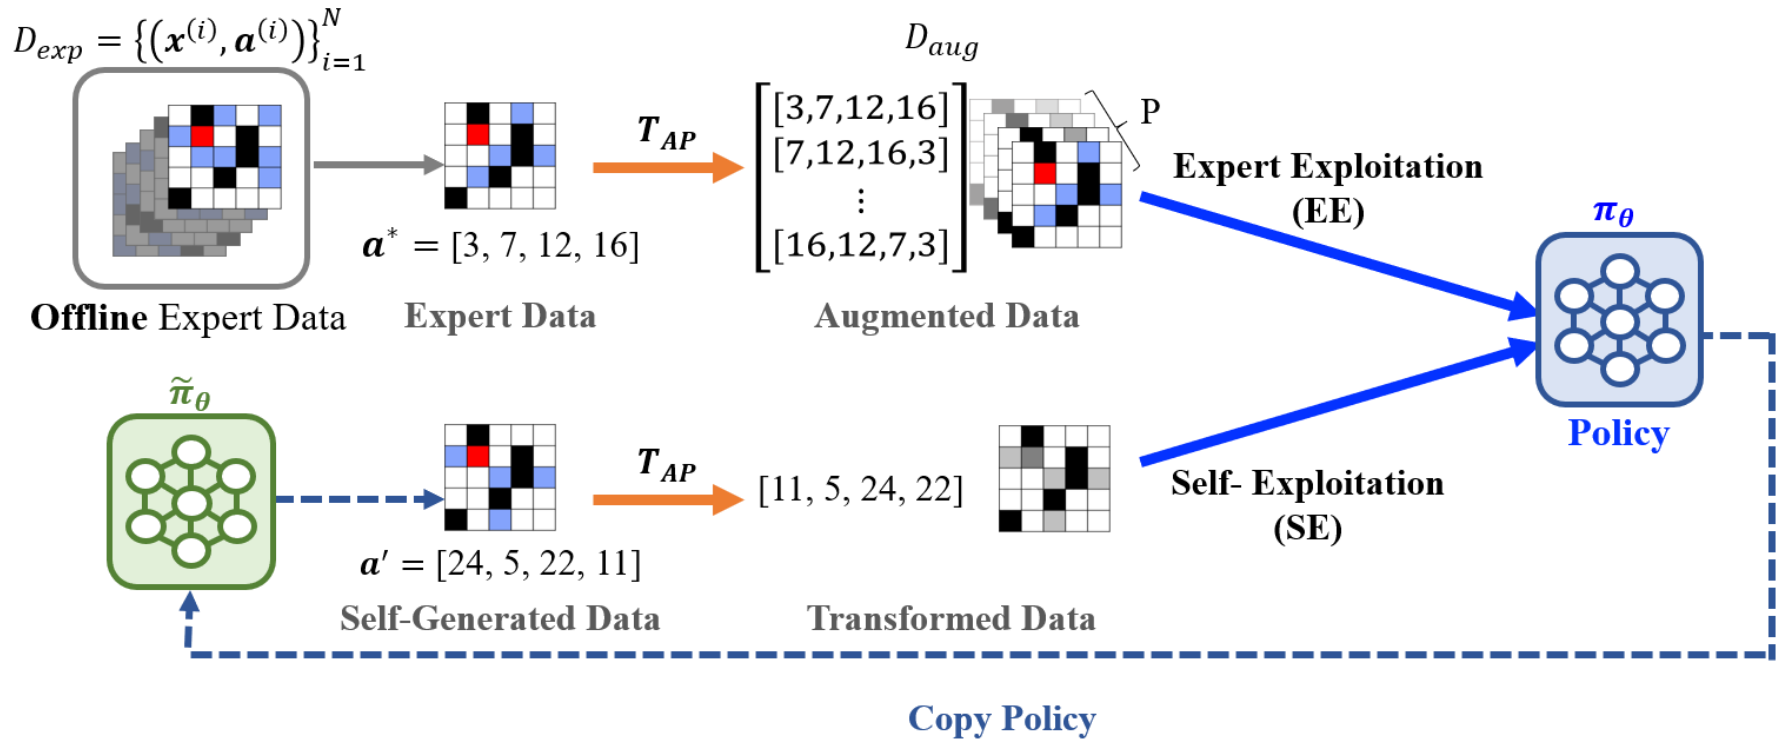 D_exp = {(x^(i), a^(i))}_{i=1}^N
D_aug
T_AP
[3,7,12,16]
[7,12,16,3]
⋮
[16,12,7,3]
P
a* = [3, 7, 12, 16]
Offline Expert Data
Expert Data
Augmented Data
Expert Exploitation
(EE)
π_θ
Policy
π̃_θ
T_AP
[11, 5, 24, 22]
a′ = [24, 5, 22, 11]
Self-Generated Data
Transformed Data
Self- Exploitation
(SE)
Copy Policy